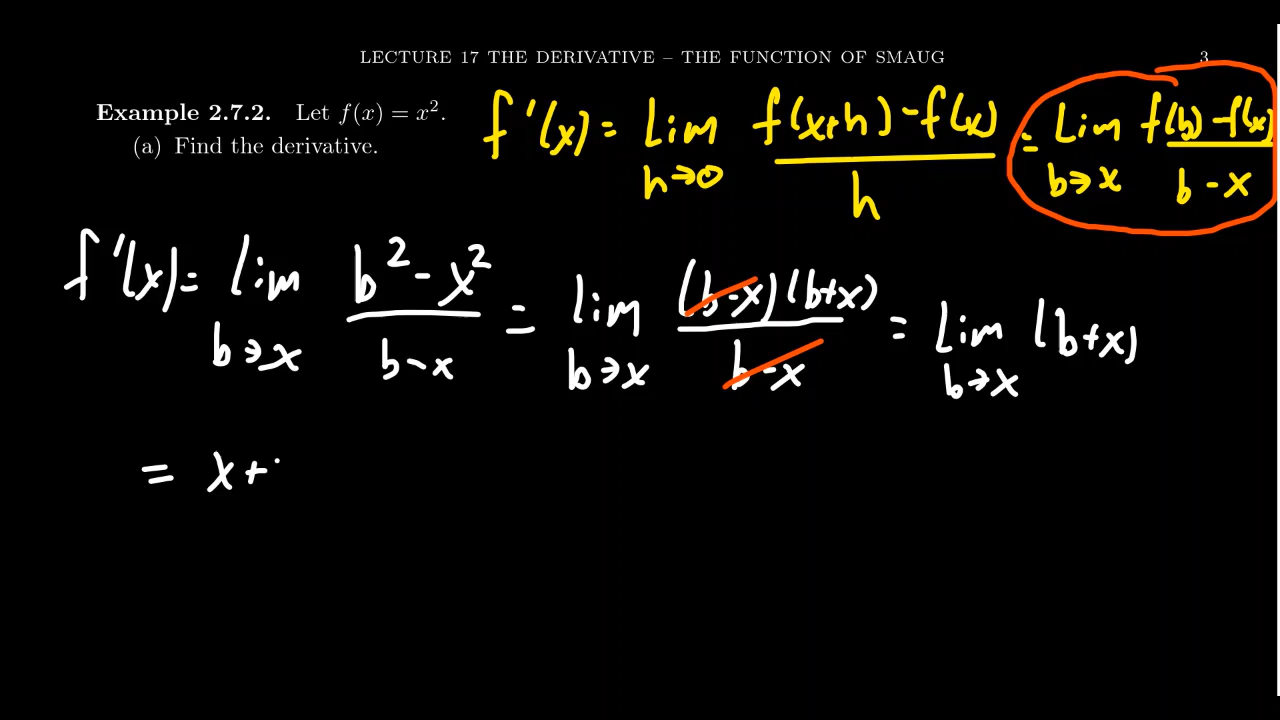 LECTURE 17 THE DERIVATIVE – THE FUNCTION OF SMAUG 3
Example 2.7.2. Let f(x) = x².
(a) Find the derivative.
f'(x) = lim h→0 f(x+h) - f(x) / h = lim b→x f(b) - f(x) / b - x
f'(x) = lim b→x b² - x² / b - x = lim b→x (b-x)(b+x) / b - x = lim b→x (b+x)
= x+